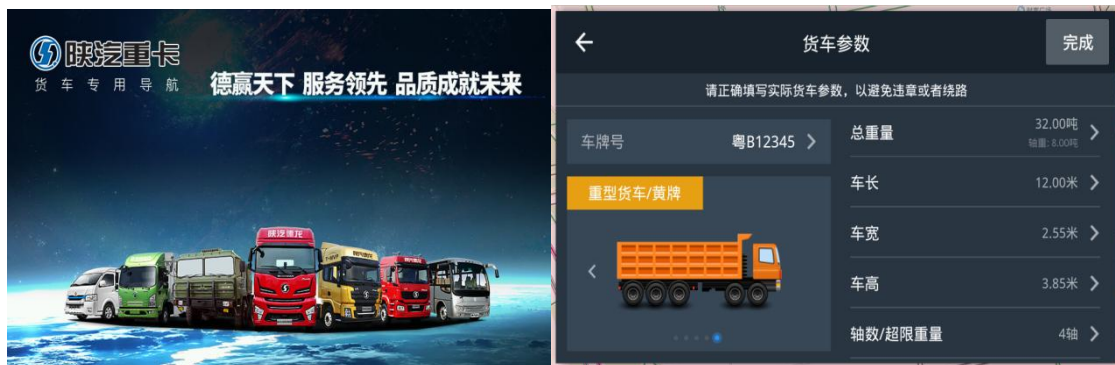 陕汽重卡
货车专用导航
德赢天下 服务领先 品质成就未来
陕汽德龙
货车参数
完成
请正确填写实际货车参数，以避免违章或者绕路
车牌号 粤B12345
重型货车/黄牌
总重量 32.00吨
轴重: 8.00吨
车长 12.00米
车宽 2.55米
车高 3.85米
轴数/超限重量 4轴